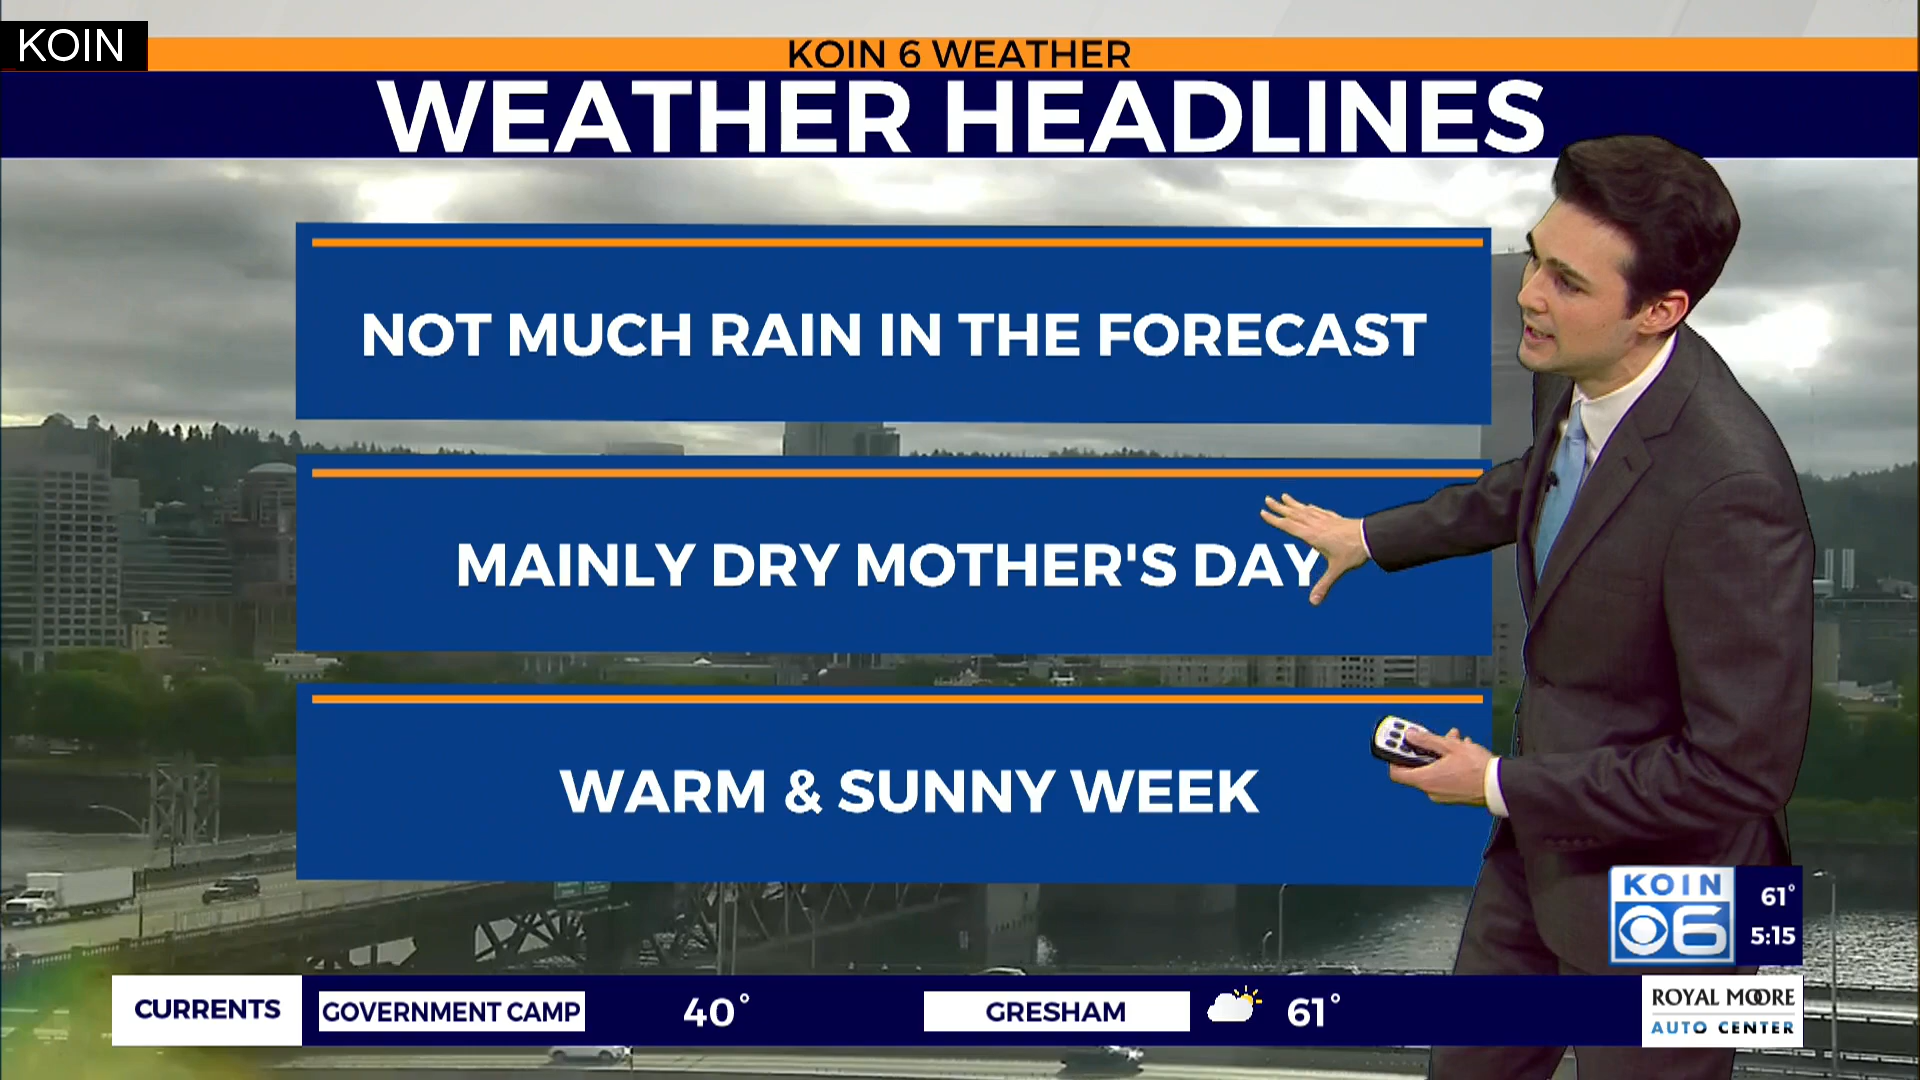 KOIN
KOIN 6 WEATHER
WEATHER HEADLINES
NOT MUCH RAIN IN THE FORECAST
MAINLY DRY MOTHER'S DAY
WARM & SUNNY WEEK
KOIN
6
61°
5:15
CURRENTS
GOVERNMENT CAMP 40°
GRESHAM 61°
ROYAL MOORE
AUTO CENTER